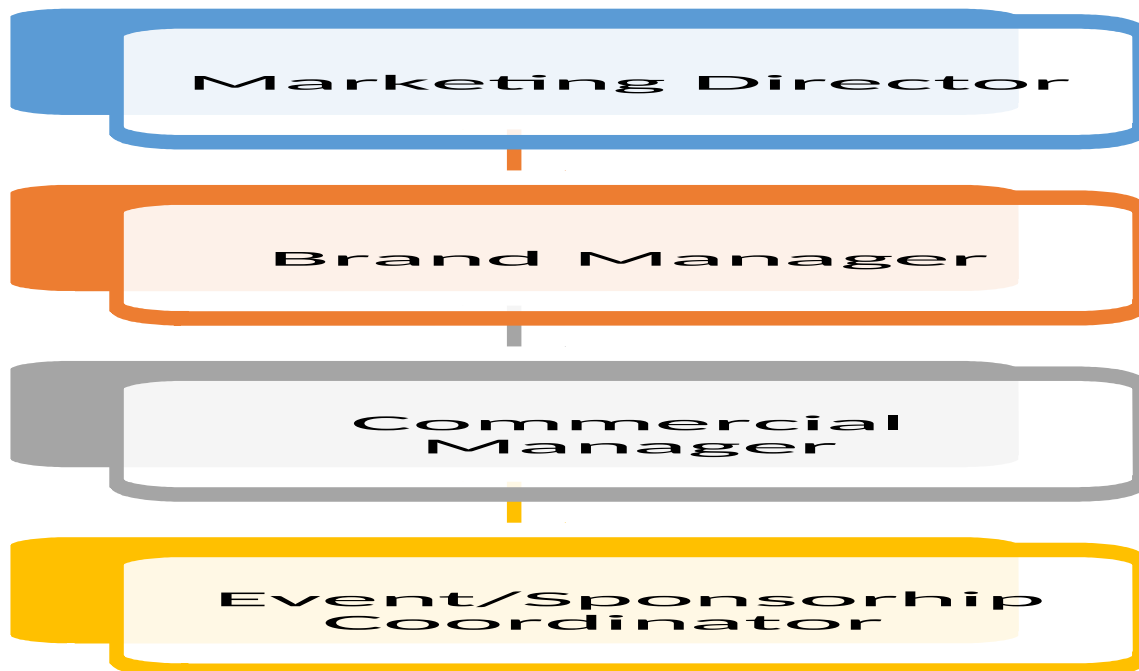 Marketing Director
Brand Manager
Commercial
Manager
Event/Sponsorhip
Coordinator